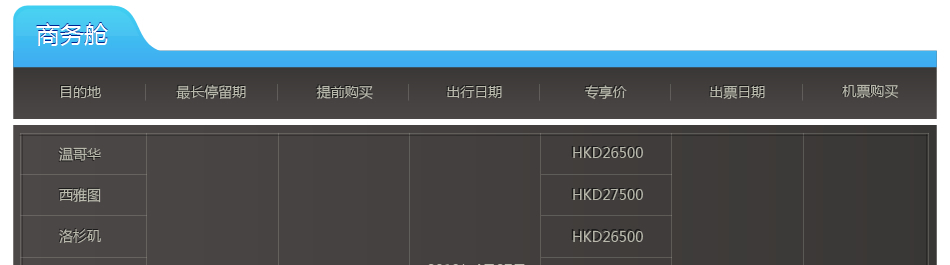 商务舱
目的地 最长停留期 提前购买 出行日期 专享价 出票日期 机票购买
温哥华 HKD26500
西雅图 HKD27500
洛杉矶 HKD26500